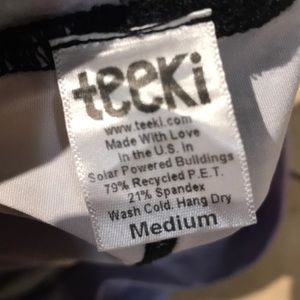 teeki
www.teeki.com
Made With Love
In the U.S. in
Solar Powered Buildings
79% Recycled P.E.T.
21% Spandex
Wash Cold. Hang Dry
Medium